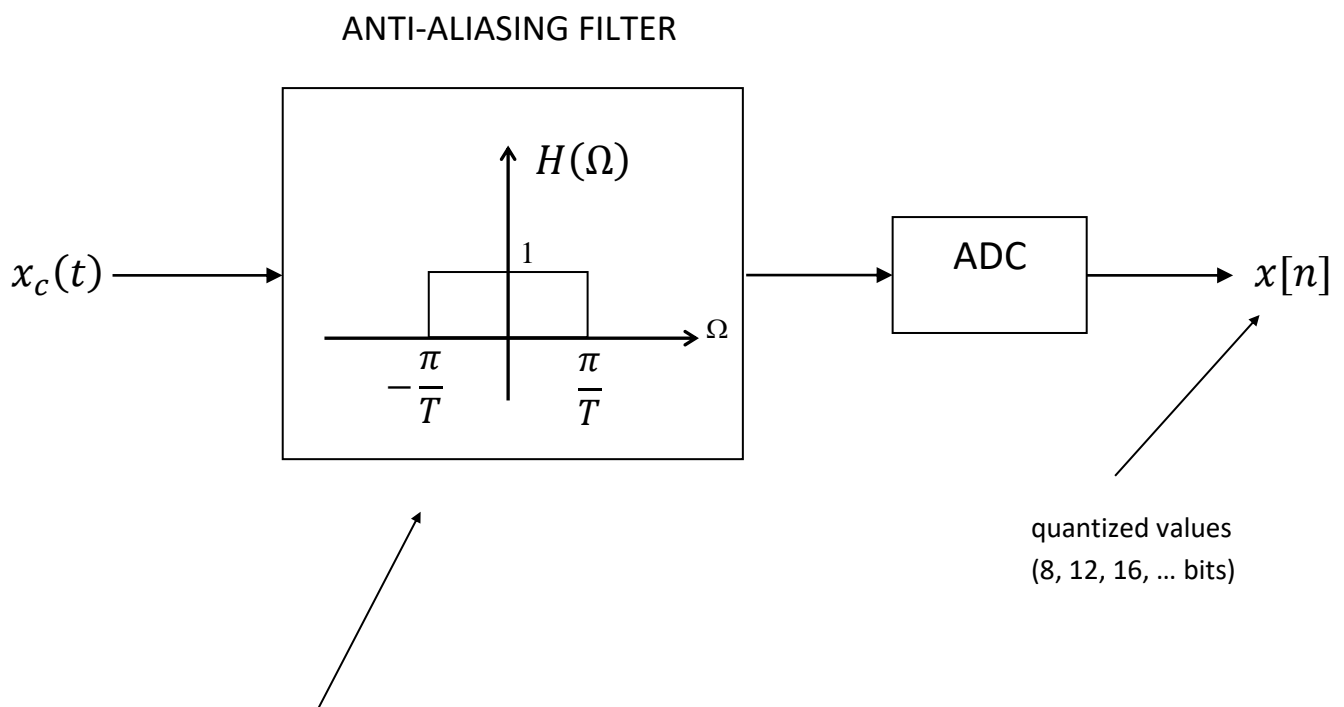 ANTI-ALIASING FILTER
H(Ω)
1
ADC
x_c(t)
x[n]
Ω
−π/T
π/T
quantized values
(8, 12, 16, … bits)